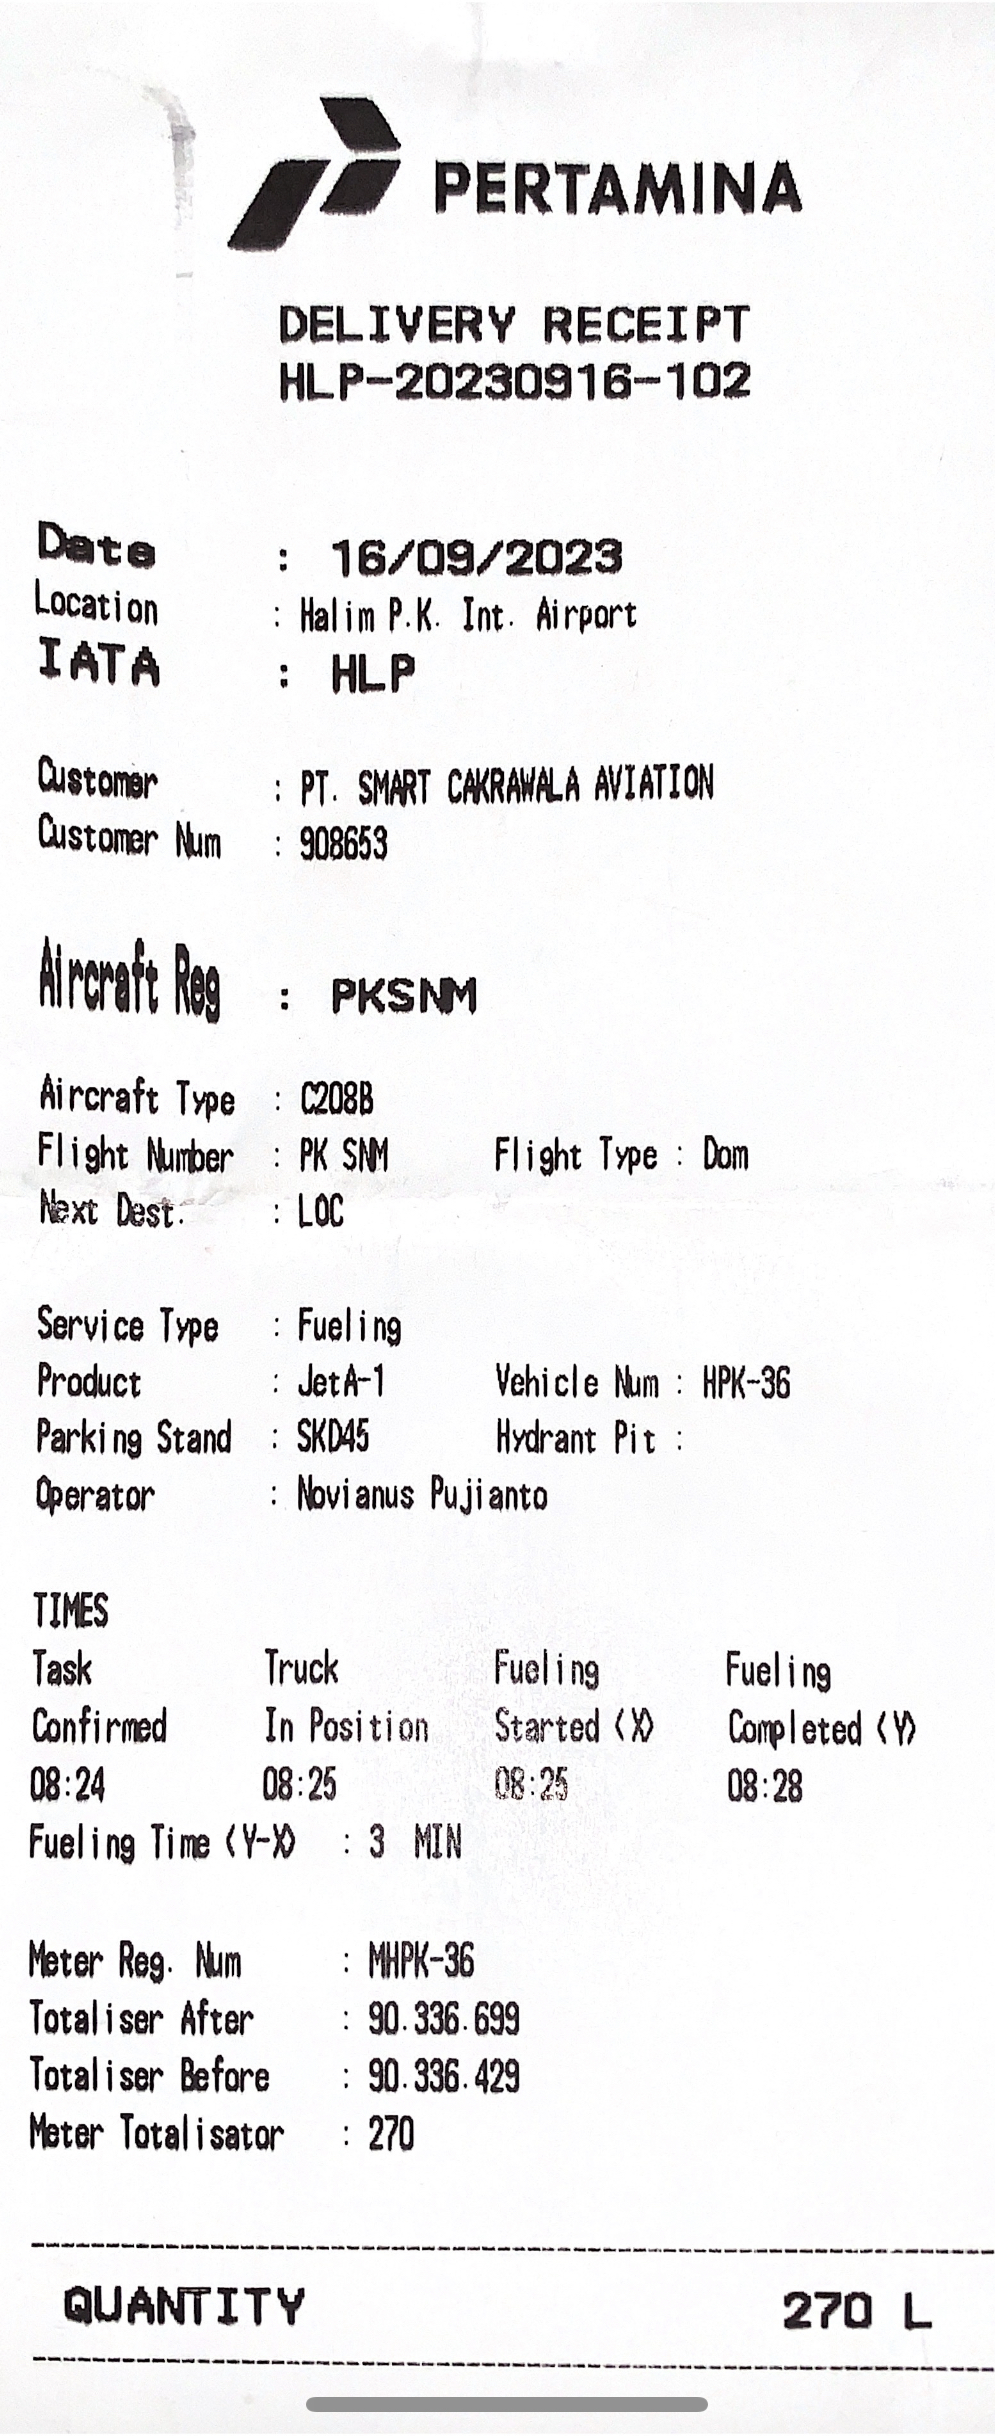 PERTAMINA
DELIVERY RECEIPT
HLP-20230916-102
Date : 16/09/2023
Location : Halim P.K. Int. Airport
IATA : HLP
Customer : PT. SMART CAKRAWALA AVIATION
Customer Num : 908653
Aircraft Reg : PKSNM
Aircraft Type : C208B
Flight Number : PK SNM Flight Type : Dom
Next Dest. : LOC
Service Type : Fueling
Product : JetA-1 Vehicle Num : HPK-36
Parking Stand : SKD45 Hydrant Pit :
Operator : Novianus Pujianto
TIMES
Task Truck Fueling Fueling
Confirmed In Position Started (X) Completed (Y)
08:24 08:25 08:25 08:28
Fueling Time (Y-X) : 3 MIN
Meter Reg. Num : MHPK-36
Totaliser After : 90.336.699
Totaliser Before : 90.336.429
Meter Totalisator : 270
QUANTITY 270 L